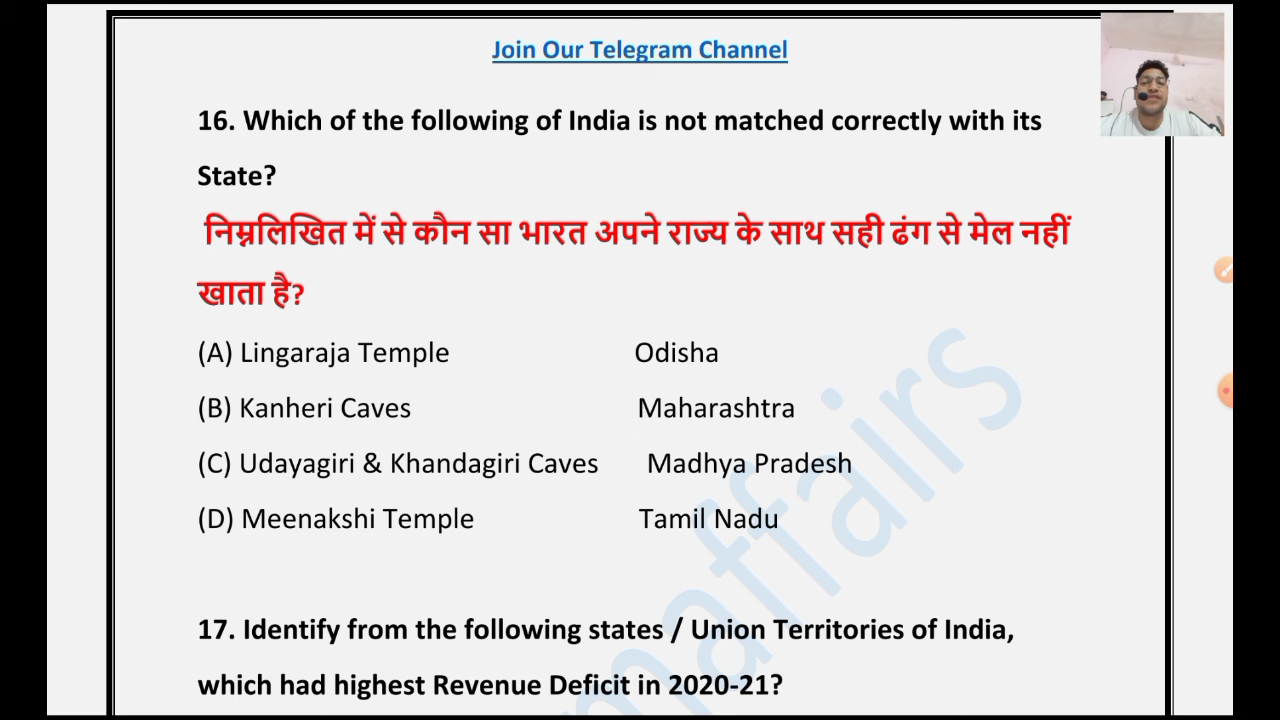 Join Our Telegram Channel
16. Which of the following of India is not matched correctly with its
State?
निम्नलिखित में से कौन सा भारत अपने राज्य के साथ सही ढंग से मेल नहीं
खाता है?
(A) Lingaraja Temple Odisha
(B) Kanheri Caves Maharashtra
(C) Udayagiri & Khandagiri Caves Madhya Pradesh
(D) Meenakshi Temple Tamil Nadu
17. Identify from the following states / Union Territories of India,
which had highest Revenue Deficit in 2020-21?